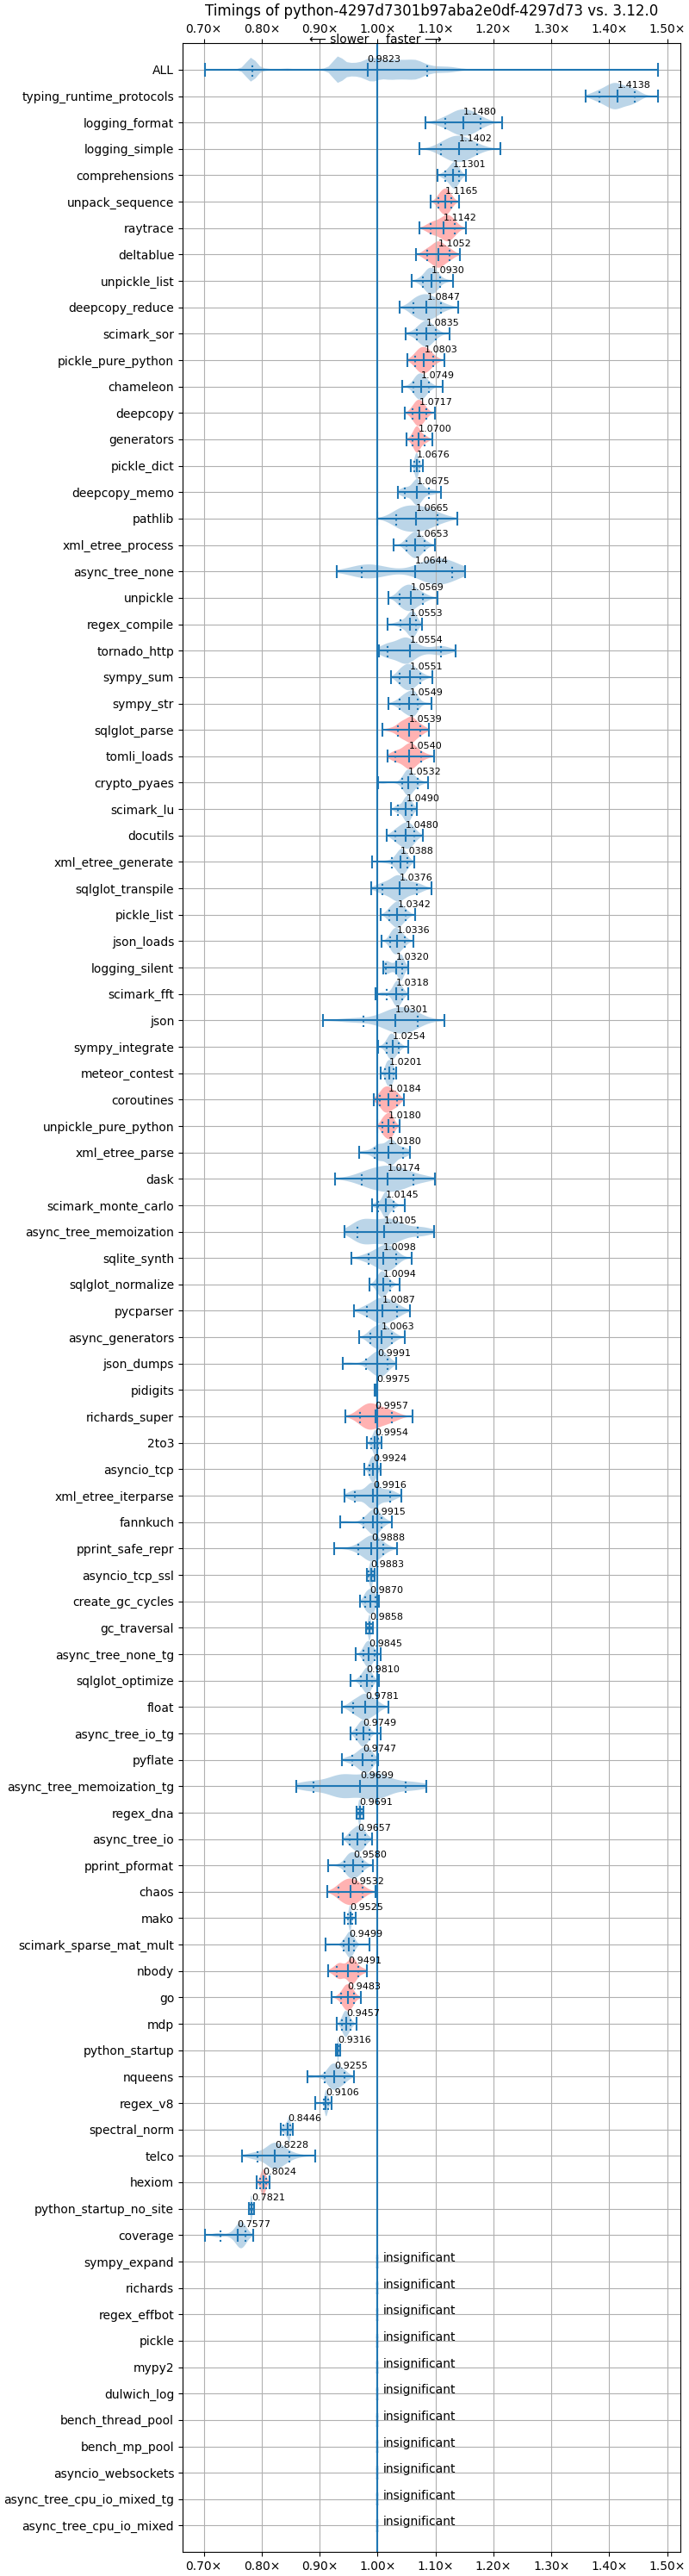 Timings of python-4297d7301b97aba2e0df-4297d73 vs. 3.12.0
0.70× 0.80× 0.90× 1.00× 1.10× 1.20× 1.30× 1.40× 1.50×
← slower faster →
ALL 0.9823
typing_runtime_protocols 1.4138
logging_format 1.1480
logging_simple 1.1402
comprehensions 1.1301
unpack_sequence 1.1165
raytrace 1.1142
deltablue 1.1052
unpickle_list 1.0930
deepcopy_reduce 1.0847
scimark_sor 1.0835
pickle_pure_python 1.0803
chameleon 1.0749
deepcopy 1.0717
generators 1.0700
pickle_dict 1.0676
deepcopy_memo 1.0675
pathlib 1.0665
xml_etree_process 1.0653
async_tree_none 1.0644
unpickle 1.0569
regex_compile 1.0553
tornado_http 1.0554
sympy_sum 1.0551
sympy_str 1.0549
sqlglot_parse 1.0539
tomli_loads 1.0540
crypto_pyaes 1.0532
scimark_lu 1.0490
docutils 1.0480
xml_etree_generate 1.0388
sqlglot_transpile 1.0376
pickle_list 1.0342
json_loads 1.0336
logging_silent 1.0320
scimark_fft 1.0318
json 1.0301
sympy_integrate 1.0254
meteor_contest 1.0201
coroutines 1.0184
unpickle_pure_python 1.0180
xml_etree_parse 1.0180
dask 1.0174
scimark_monte_carlo 1.0145
async_tree_memoization 1.0105
sqlite_synth 1.0098
sqlglot_normalize 1.0094
pycparser 1.0087
async_generators 1.0063
json_dumps 0.9991
pidigits 0.9975
richards_super 0.9957
2to3 0.9954
asyncio_tcp 0.9924
xml_etree_iterparse 0.9916
fannkuch 0.9915
pprint_safe_repr 0.9888
asyncio_tcp_ssl 0.9883
create_gc_cycles 0.9870
gc_traversal 0.9858
async_tree_none_tg 0.9845
sqlglot_optimize 0.9810
float 0.9781
async_tree_io_tg 0.9749
pyflate 0.9747
async_tree_memoization_tg 0.9699
regex_dna 0.9691
async_tree_io 0.9657
pprint_pformat 0.9580
chaos 0.9532
mako 0.9525
scimark_sparse_mat_mult 0.9499
nbody 0.9491
go 0.9483
mdp 0.9457
python_startup 0.9316
nqueens 0.9255
regex_v8 0.9106
spectral_norm 0.8446
telco 0.8228
hexiom 0.8024
python_startup_no_site 0.7821
coverage 0.7577
sympy_expand insignificant
richards insignificant
regex_effbot insignificant
pickle insignificant
mypy2 insignificant
dulwich_log insignificant
bench_thread_pool insignificant
bench_mp_pool insignificant
asyncio_websockets insignificant
async_tree_cpu_io_mixed_tg insignificant
async_tree_cpu_io_mixed insignificant
0.70× 0.80× 0.90× 1.00× 1.10× 1.20× 1.30× 1.40× 1.50×